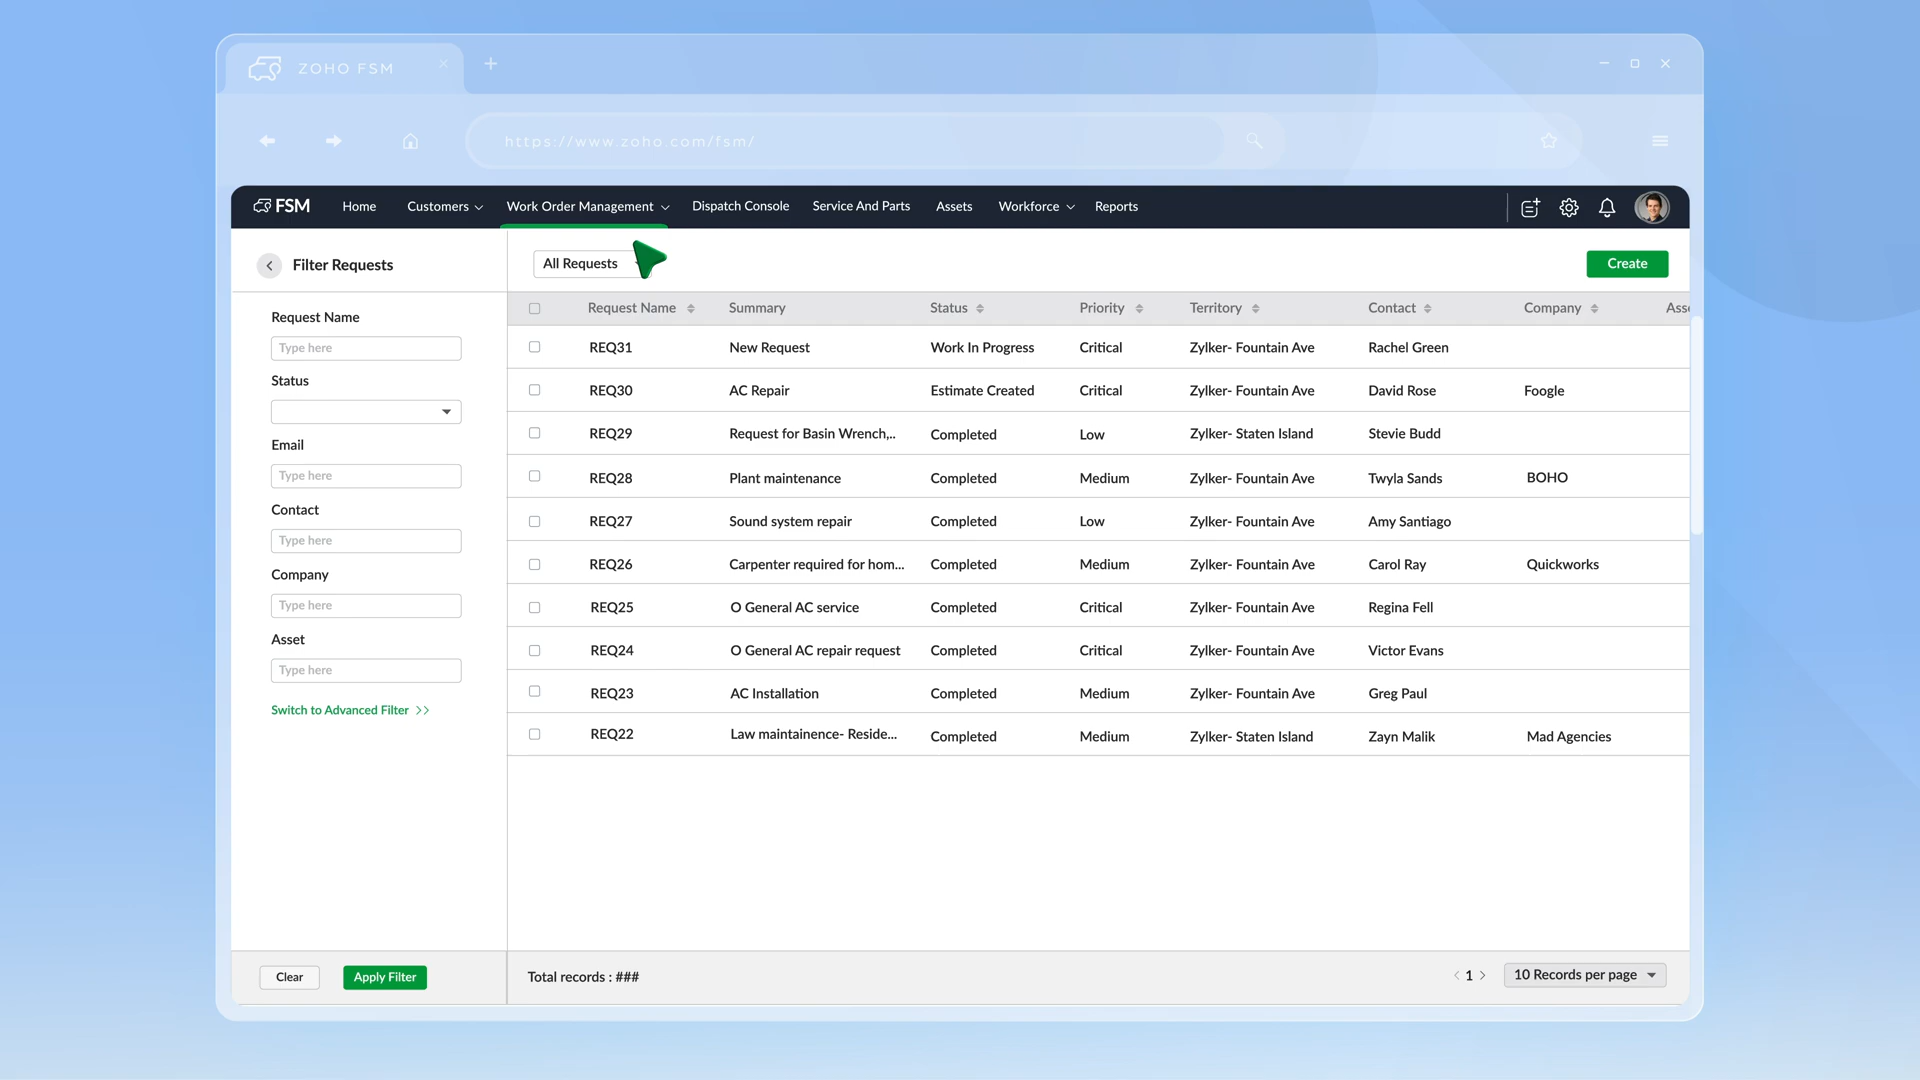 ZOHO FSM
https://www.zoho.com/fsm/
FSM Home Customers Work Order Management Dispatch Console Service And Parts Assets Workforce Reports
Filter Requests
All Requests
Create
Request Name
Type here
Status
Email
Type here
Contact
Type here
Company
Type here
Asset
Type here
Switch to Advanced Filter >>
Clear
Apply Filter
Request Name Summary Status Priority Territory Contact Company Ass
REQ31 New Request Work In Progress Critical Zylker- Fountain Ave Rachel Green
REQ30 AC Repair Estimate Created Critical Zylker- Fountain Ave David Rose Foogle
REQ29 Request for Basin Wrench,.. Completed Low Zylker- Staten Island Stevie Budd
REQ28 Plant maintenance Completed Medium Zylker- Fountain Ave Twyla Sands BOHO
REQ27 Sound system repair Completed Low Zylker- Fountain Ave Amy Santiago
REQ26 Carpenter required for hom... Completed Medium Zylker- Fountain Ave Carol Ray Quickworks
REQ25 O General AC service Completed Critical Zylker- Fountain Ave Regina Fell
REQ24 O General AC repair request Completed Critical Zylker- Fountain Ave Victor Evans
REQ23 AC Installation Completed Medium Zylker- Fountain Ave Greg Paul
REQ22 Law maintainence- Reside... Completed Medium Zylker- Staten Island Zayn Malik Mad Agencies
Total records : ###
< 1 >
10 Records per page